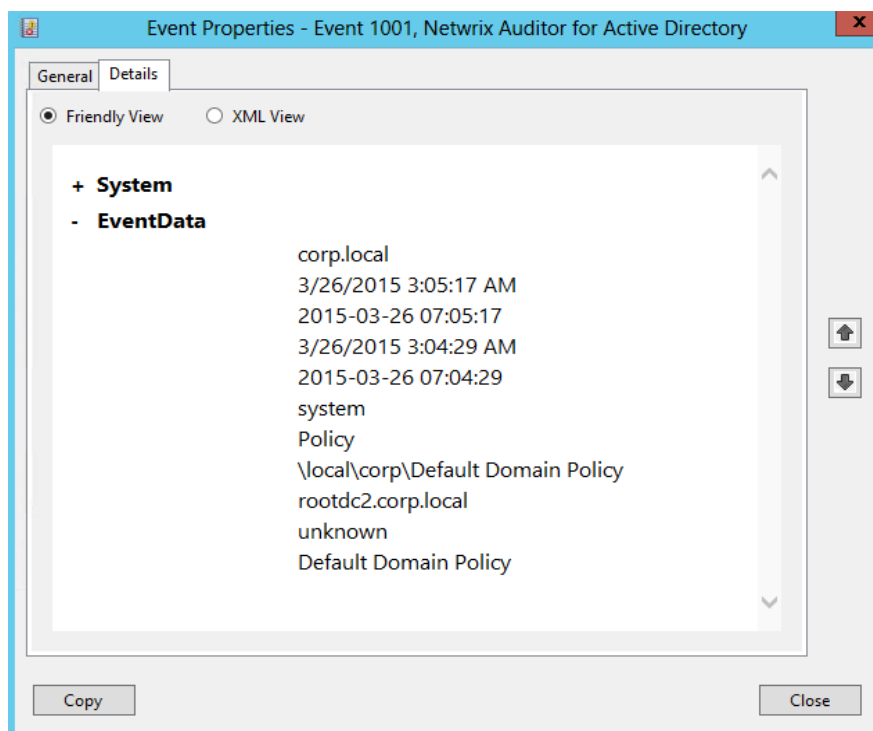 Event Properties - Event 1001, Netwrix Auditor for Active Directory
x
General Details
Friendly View XML View
+ System
- EventData
corp.local
3/26/2015 3:05:17 AM
2015-03-26 07:05:17
3/26/2015 3:04:29 AM
2015-03-26 07:04:29
system
Policy
\local\corp\Default Domain Policy
rootdc2.corp.local
unknown
Default Domain Policy
Copy Close